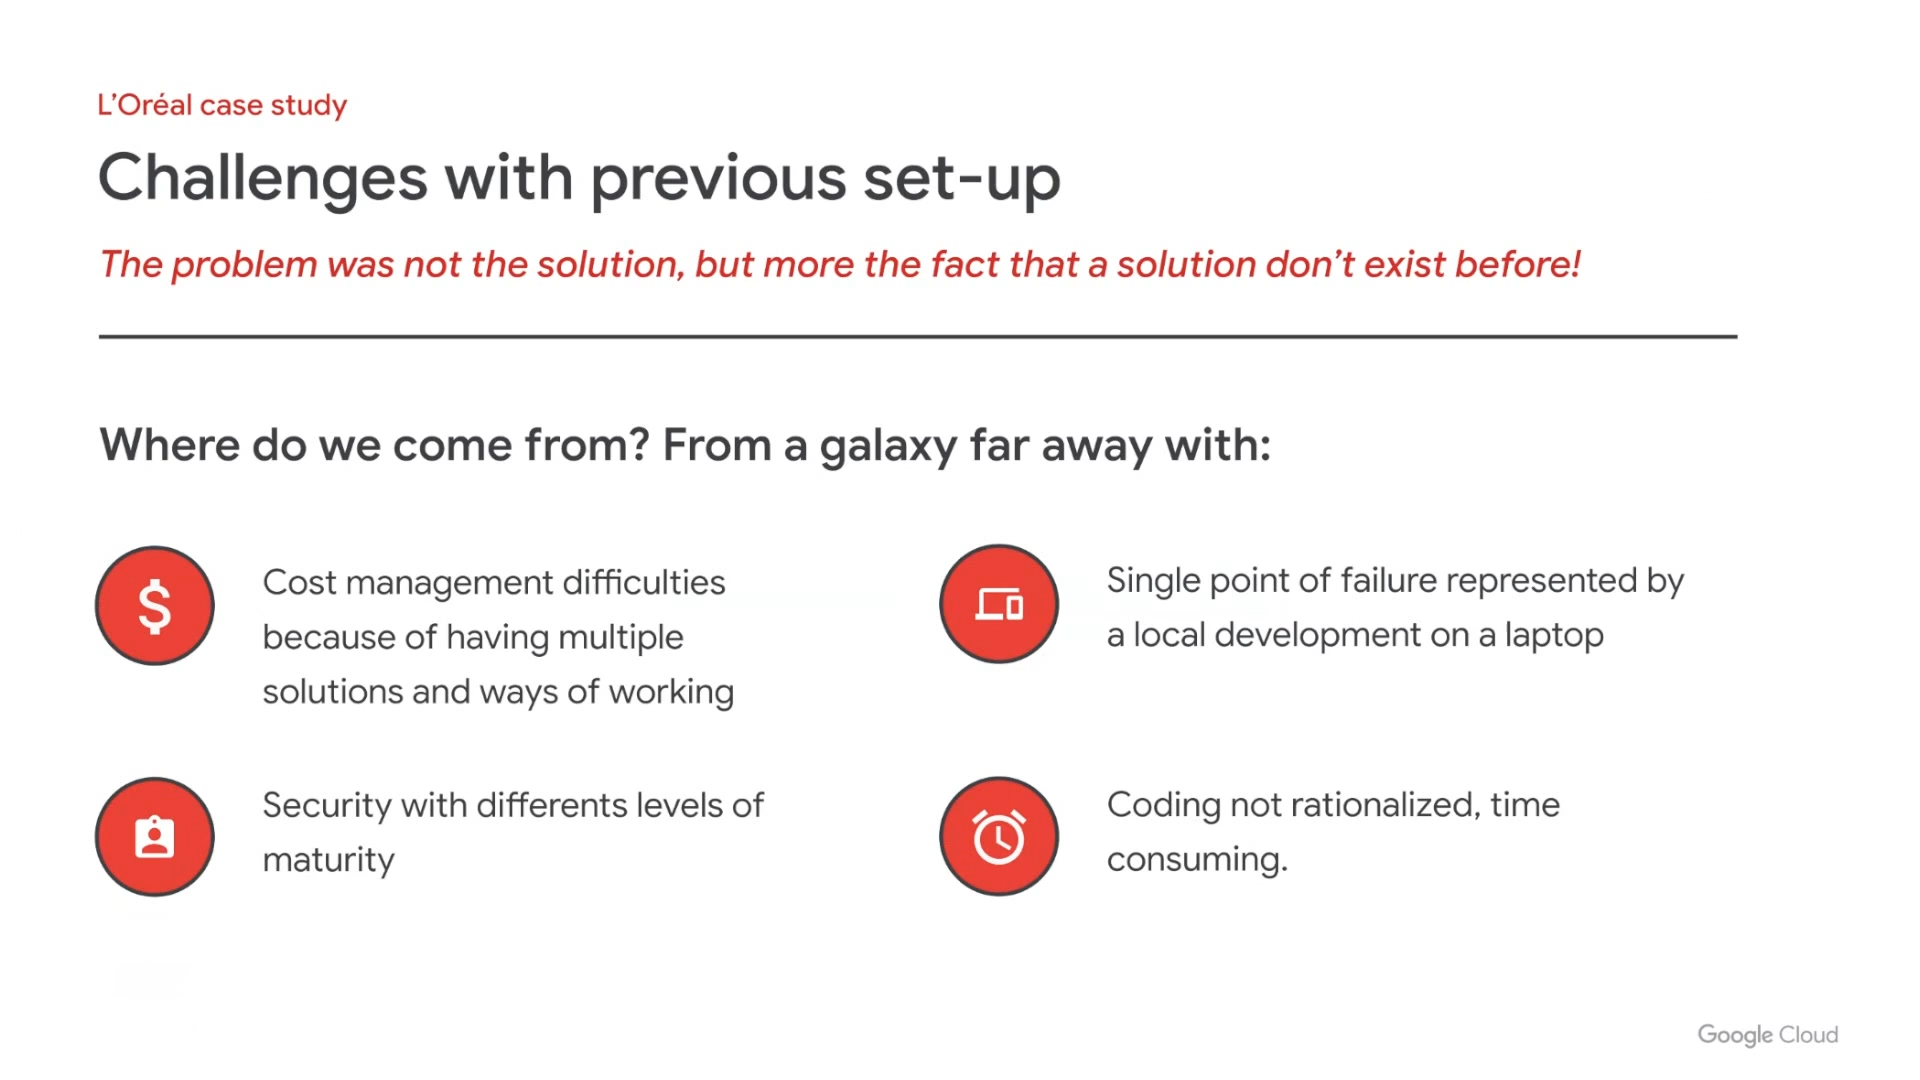 L’Oréal case study
Challenges with previous set-up
The problem was not the solution, but more the fact that a solution don’t exist before!
Where do we come from? From a galaxy far away with:
Cost management difficulties
because of having multiple
solutions and ways of working
Single point of failure represented by
a local development on a laptop
Security with differents levels of
maturity
Coding not rationalized, time
consuming.
Google Cloud